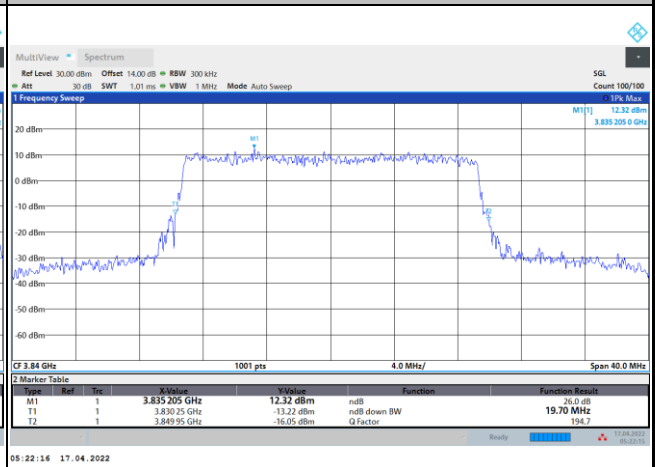 MultiView Spectrum
Ref Level 30.00 dBm Offset 14.00 dB RBW 300 kHz SGL
Att 30 dB SWT 1.01 ms VBW 1 MHz Mode Auto Sweep Count 100/100
1 Frequency Sweep 1Pk Max
M1[1] 12.32 dBm
3.835 205 0 GHz
20 dBm
M1
10 dBm
0 dBm
-10 dBm
T1
T2
-20 dBm
-30 dBm
-40 dBm
-50 dBm
-60 dBm
CF 3.84 GHz 1001 pts 4.0 MHz/ Span 40.0 MHz
2 Marker Table
Type Ref Trc X-Value Y-Value Function Function Result
M1 1 3.835 205 GHz 12.32 dBm ndB 26.0 dB
T1 1 3.830 25 GHz -13.22 dBm ndB down BW 19.70 MHz
T2 1 3.849 95 GHz -16.05 dBm Q Factor 194.7
Ready 17.04.2022
05:22:15
05:22:16 17.04.2022